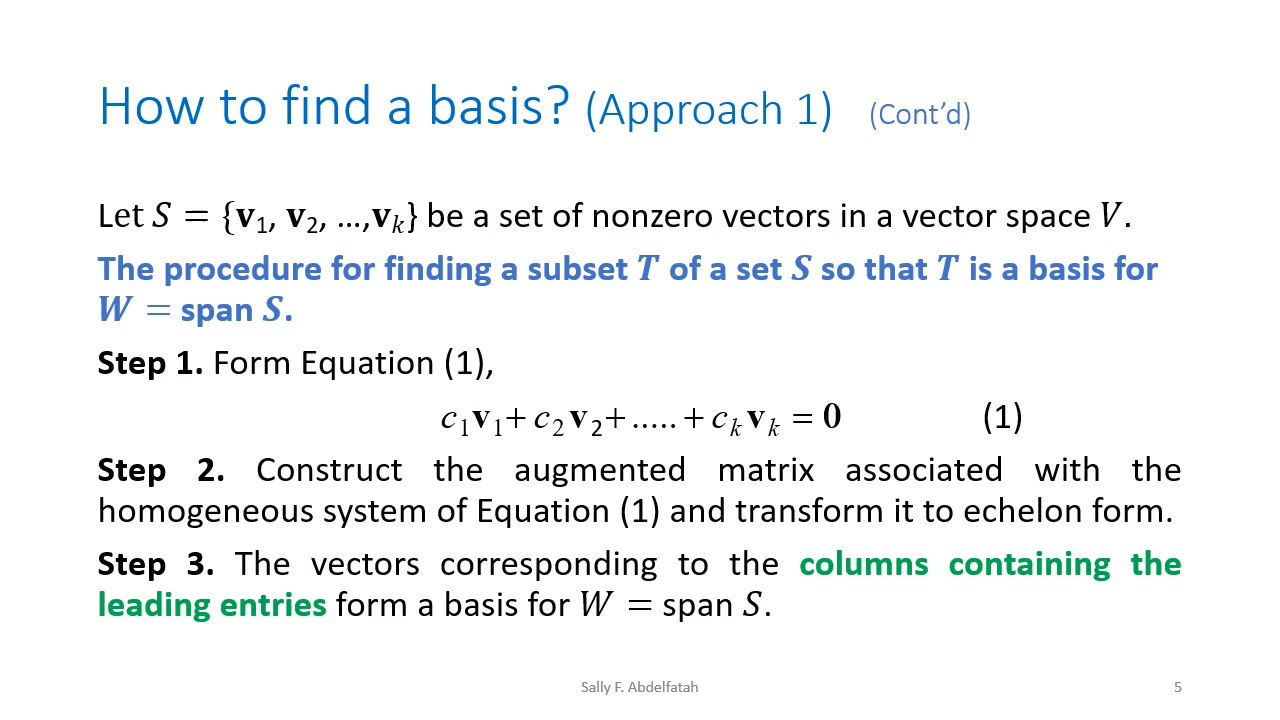 How to find a basis? (Approach 1) (Cont’d)
Let S = {v₁, v₂, …,vₖ} be a set of nonzero vectors in a vector space V.
The procedure for finding a subset T of a set S so that T is a basis for
W = span S.
Step 1. Form Equation (1),
c₁v₁+ c₂v₂+ ..... + cₖvₖ = 0 (1)
Step 2. Construct the augmented matrix associated with the
homogeneous system of Equation (1) and transform it to echelon form.
Step 3. The vectors corresponding to the columns containing the
leading entries form a basis for W = span S.
Sally F. Abdelfatah 5